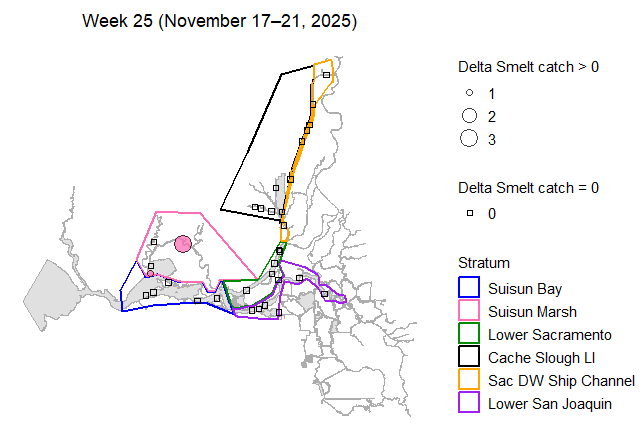 Week 25 (November 17–21, 2025)
Delta Smelt catch > 0
1
2
3
Delta Smelt catch = 0
0
Stratum
Suisun Bay
Suisun Marsh
Lower Sacramento
Cache Slough LI
Sac DW Ship Channel
Lower San Joaquin